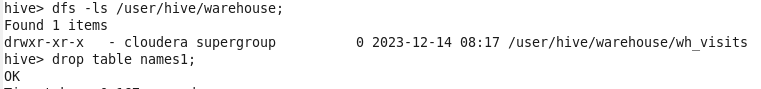 hive> dfs -ls /user/hive/warehouse;
Found 1 items
drwxr-xr-x   - cloudera supergroup          0 2023-12-14 08:17 /user/hive/warehouse/wh_visits
hive> drop table names1;
OK